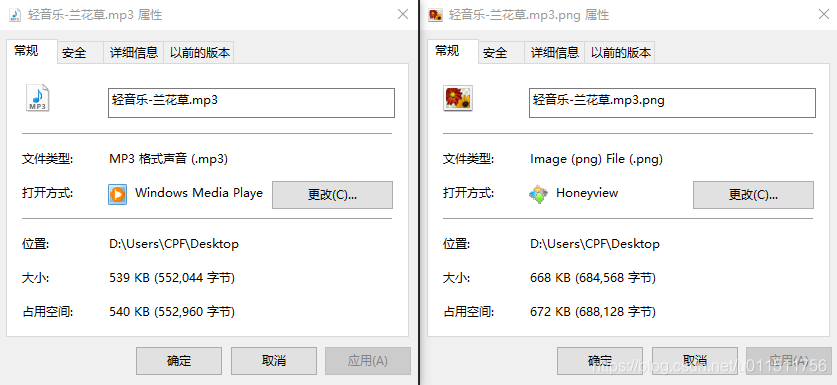 轻音乐-兰花草.mp3 属性
常规 安全 详细信息 以前的版本
MP3
轻音乐-兰花草.mp3
文件类型: MP3 格式声音 (.mp3)
打开方式: Windows Media Playe 更改(C)...
位置: D:\Users\CPF\Desktop
大小: 539 KB (552,044 字节)
占用空间: 540 KB (552,960 字节)
确定 取消 应用(A)
轻音乐-兰花草.mp3.png 属性
常规 安全 详细信息 以前的版本
轻音乐-兰花草.mp3.png
文件类型: Image (png) File (.png)
打开方式: Honeyview 更改(C)...
位置: D:\Users\CPF\Desktop
大小: 668 KB (684,568 字节)
占用空间: 672 KB (688,128 字节)
确定 取消 应用(A)
https://blog.csdn.net/u011511756